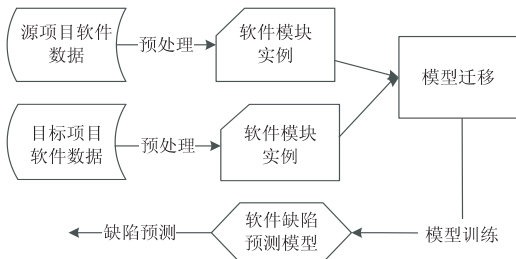 源项目软件
数据
预处理
软件模块
实例
模型迁移
目标项目
软件数据
预处理
软件模块
实例
缺陷预测
软件缺陷
预测模型
模型训练